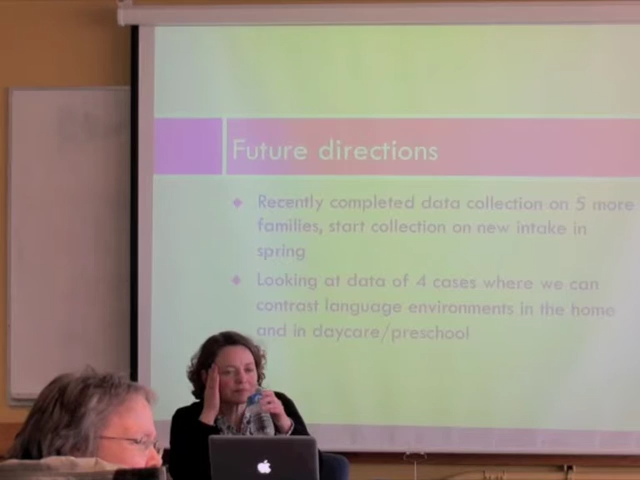 Future directions
Recently completed data collection on 5 more
families, start collection on new intake in
spring
Looking at data of 4 cases where we can
contrast language environments in the home
and in daycare/preschool